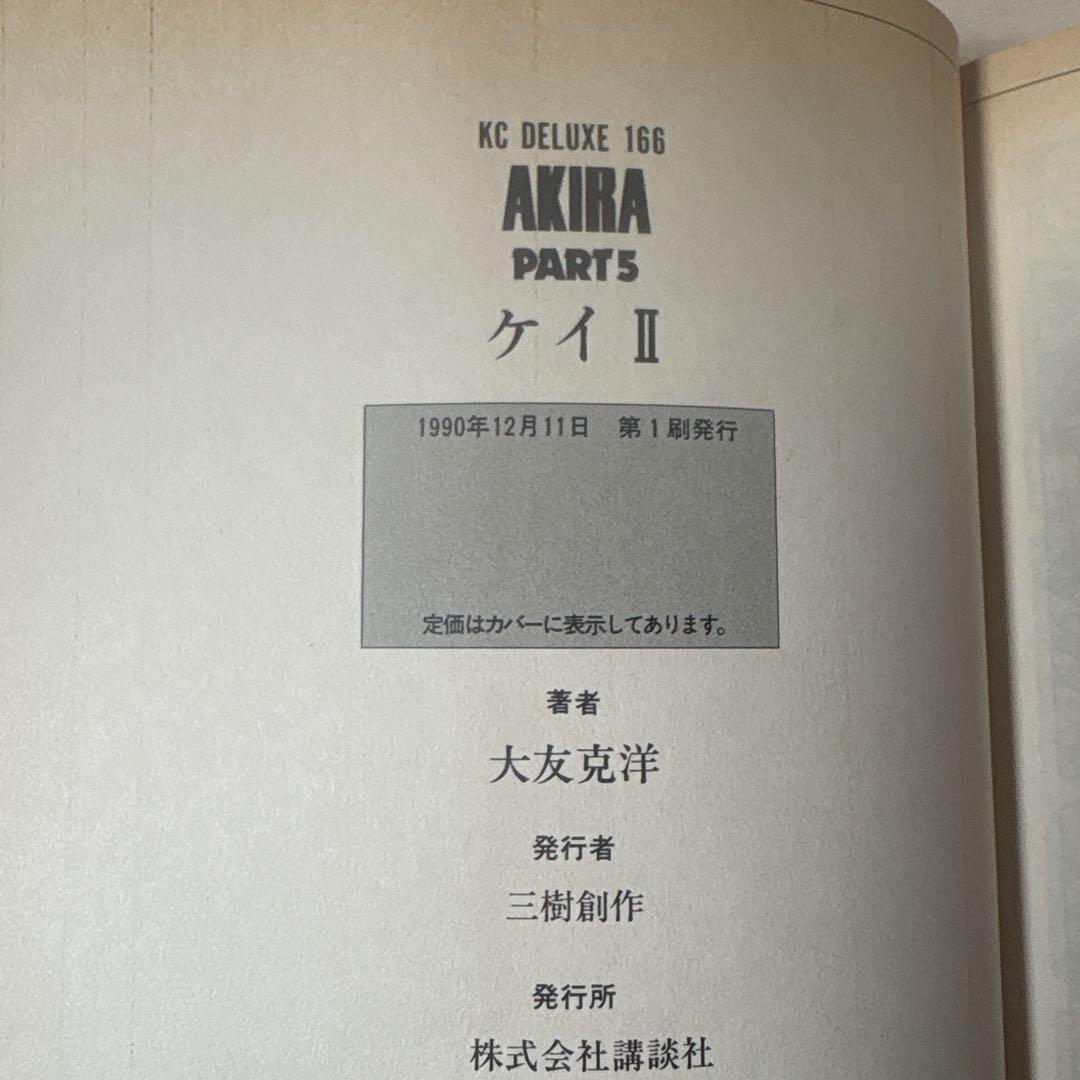 KC DELUXE 166
AKIRA
PART5
ケイⅡ
1990年12月11日　第1刷発行
定価はカバーに表示してあります。
著者
大友克洋
発行者
三樹創作
発行所
株式会社講談社